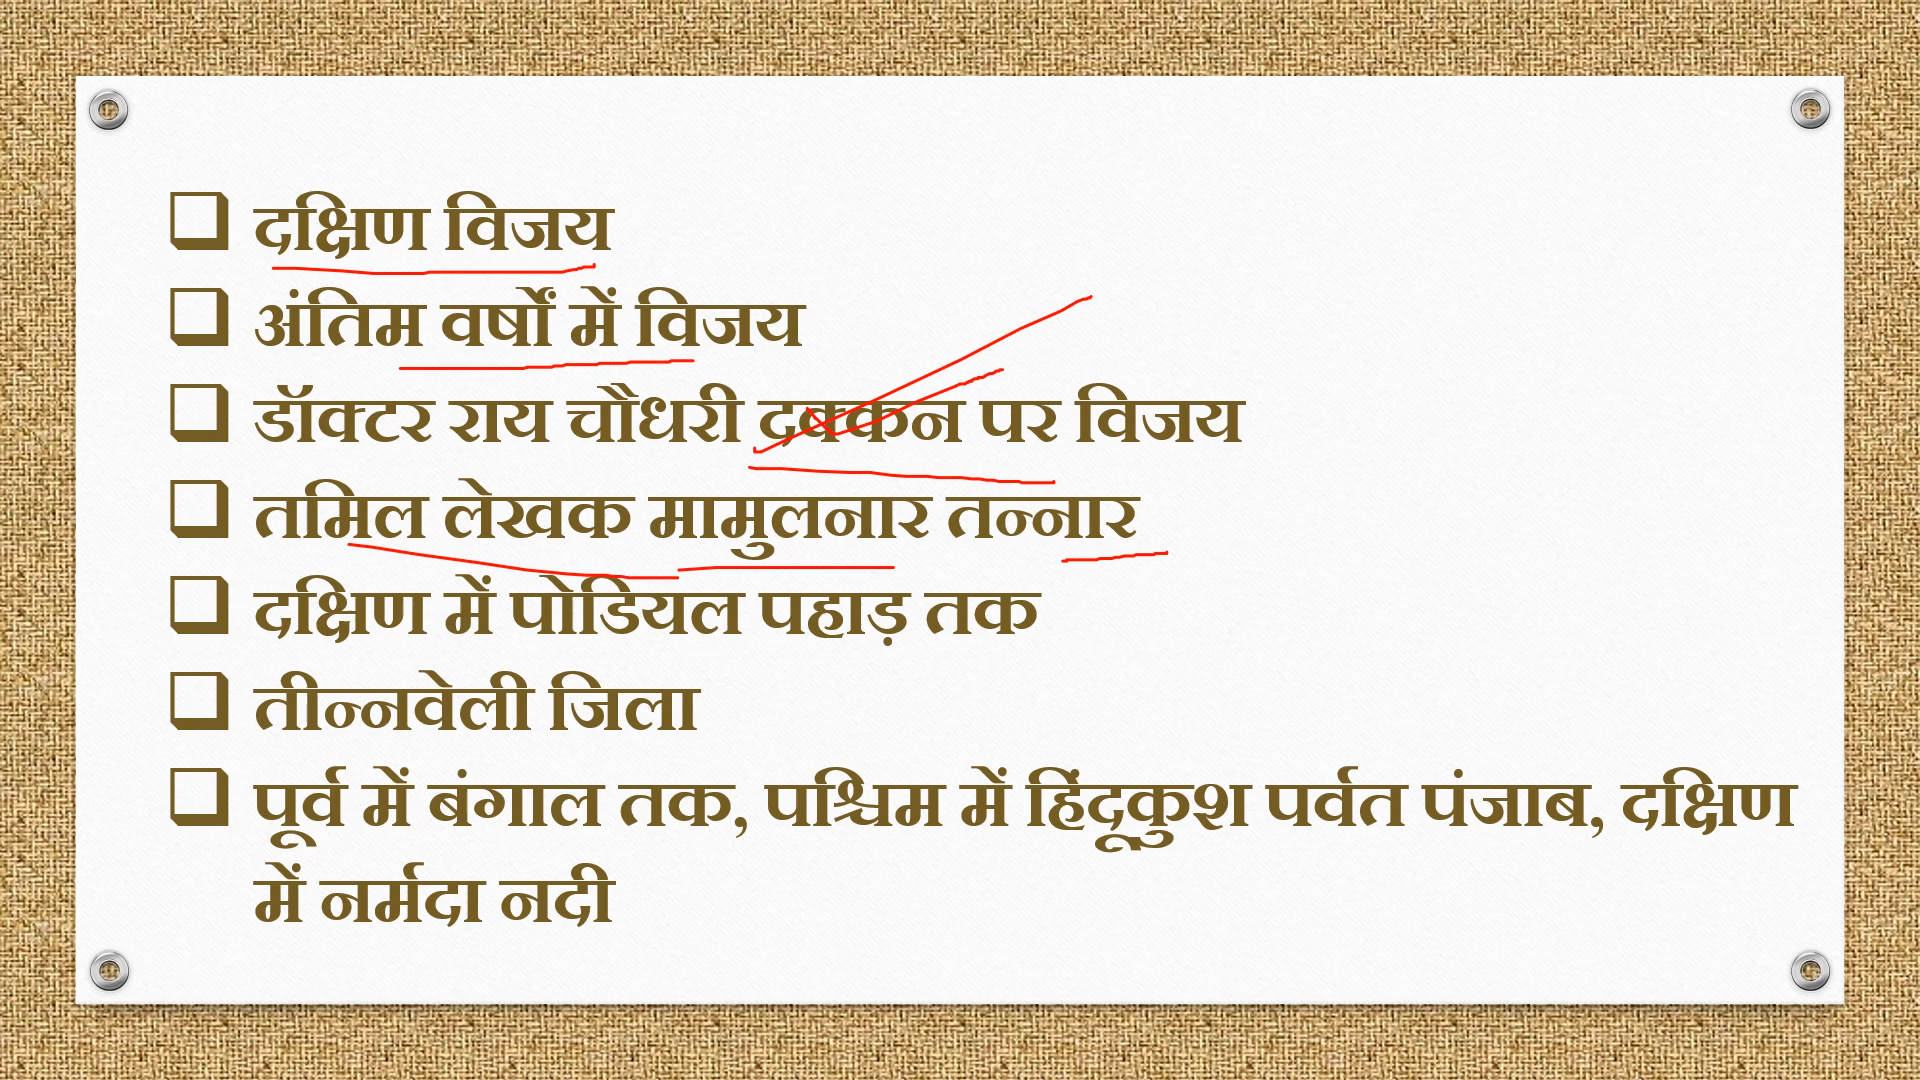 दक्षिण विजय
अंतिम वर्षों में विजय
डॉक्टर राय चौधरी दक्कन पर विजय
तमिल लेखक मामुलनार तन्नार
दक्षिण में पोडियल पहाड़ तक
तीन्नवेली जिला
पूर्व में बंगाल तक, पश्चिम में हिंदूकुश पर्वत पंजाब, दक्षिण
में नर्मदा नदी